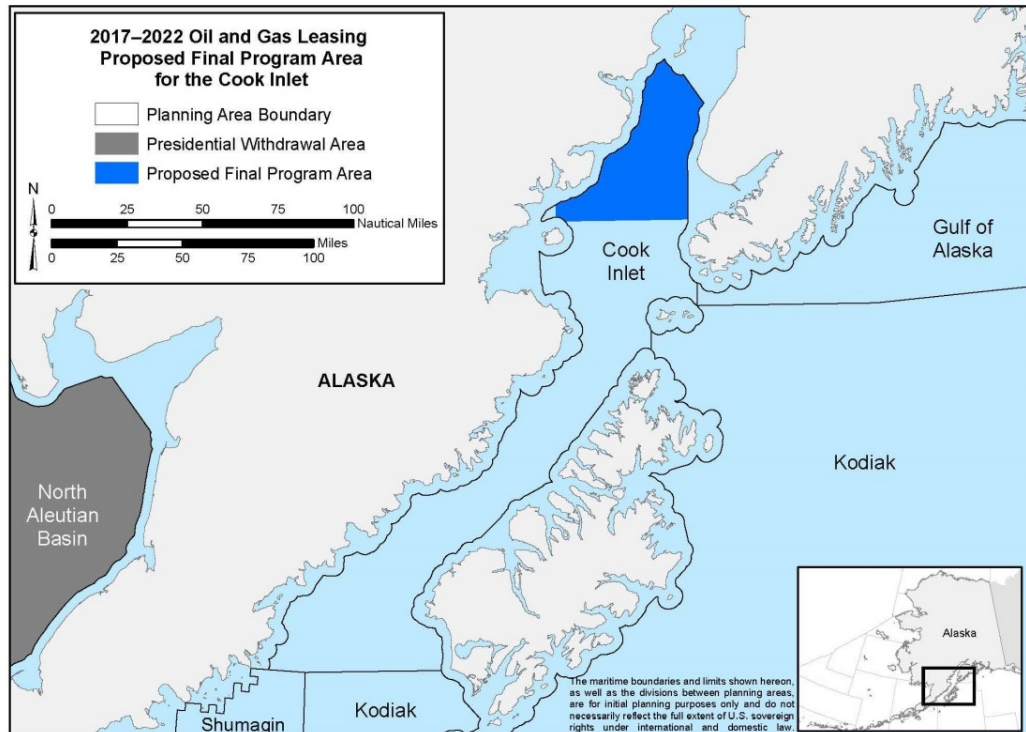 2017–2022 Oil and Gas Leasing
Proposed Final Program Area
for the Cook Inlet
Planning Area Boundary
Presidential Withdrawal Area
Proposed Final Program Area
N
0 25 50 100
Nautical Miles
Miles
0 25 50 100
Cook
Inlet
Gulf of
Alaska
ALASKA
Kodiak
North
Aleutian
Basin
Shumagin
Kodiak
The maritime boundaries and limits shown hereon,
as well as the divisions between planning areas,
are for initial planning purposes only and do not
necessarily reflect the full extent of U.S. sovereign
rights under international and domestic law.
Alaska